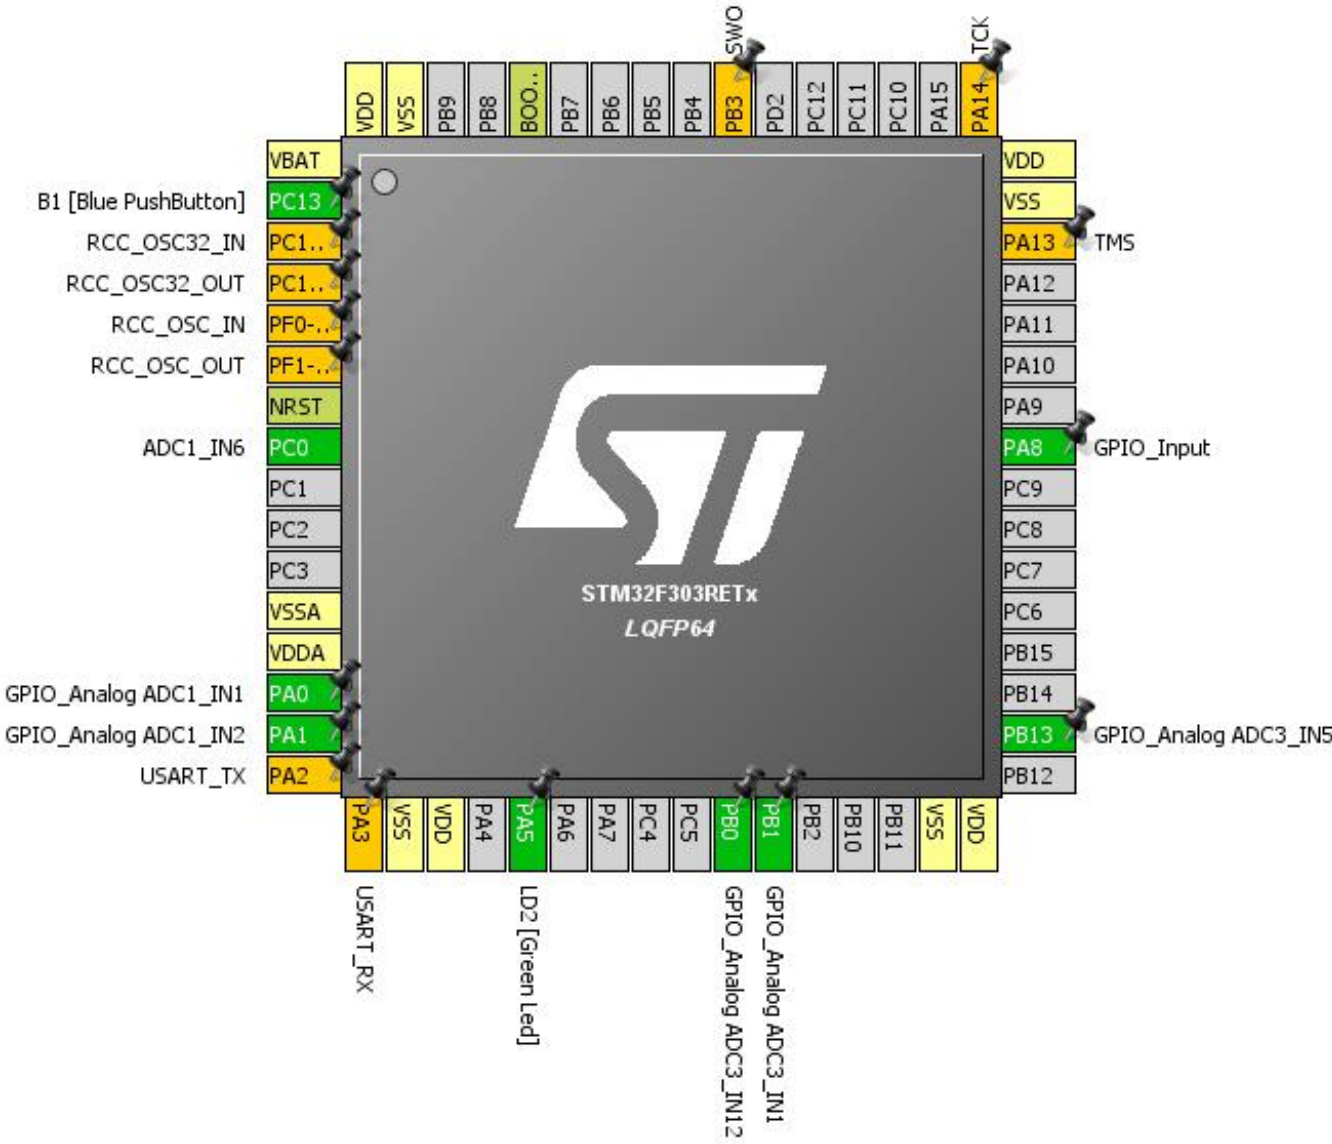 SWO
TCK
VDD
VSS
PB9
PB8
BOO..
PB7
PB6
PB5
PB4
PB3
PD2
PC12
PC11
PC10
PA15
PA14
VBAT
B1 [Blue PushButton] PC13
RCC_OSC32_IN PC1..
RCC_OSC32_OUT PC1..
RCC_OSC_IN PF0-..
RCC_OSC_OUT PF1-..
NRST
ADC1_IN6 PC0
PC1
PC2
PC3
VSSA
VDDA
GPIO_Analog ADC1_IN1 PA0
GPIO_Analog ADC1_IN2 PA1
USART_TX PA2
ST
STM32F303RETx
LQFP64
VDD
VSS
PA13 TMS
PA12
PA11
PA10
PA9
PA8 GPIO_Input
PC9
PC8
PC7
PC6
PB15
PB14
PB13 GPIO_Analog ADC3_IN5
PB12
PA3
VSS
VDD
PA4
PA5
PA6
PA7
PC4
PC5
PB0
PB1
PB2
PB10
PB11
VSS
VDD
USART_RX
LD2 [Green Led]
GPIO_Analog ADC3_IN12
GPIO_Analog ADC3_IN1